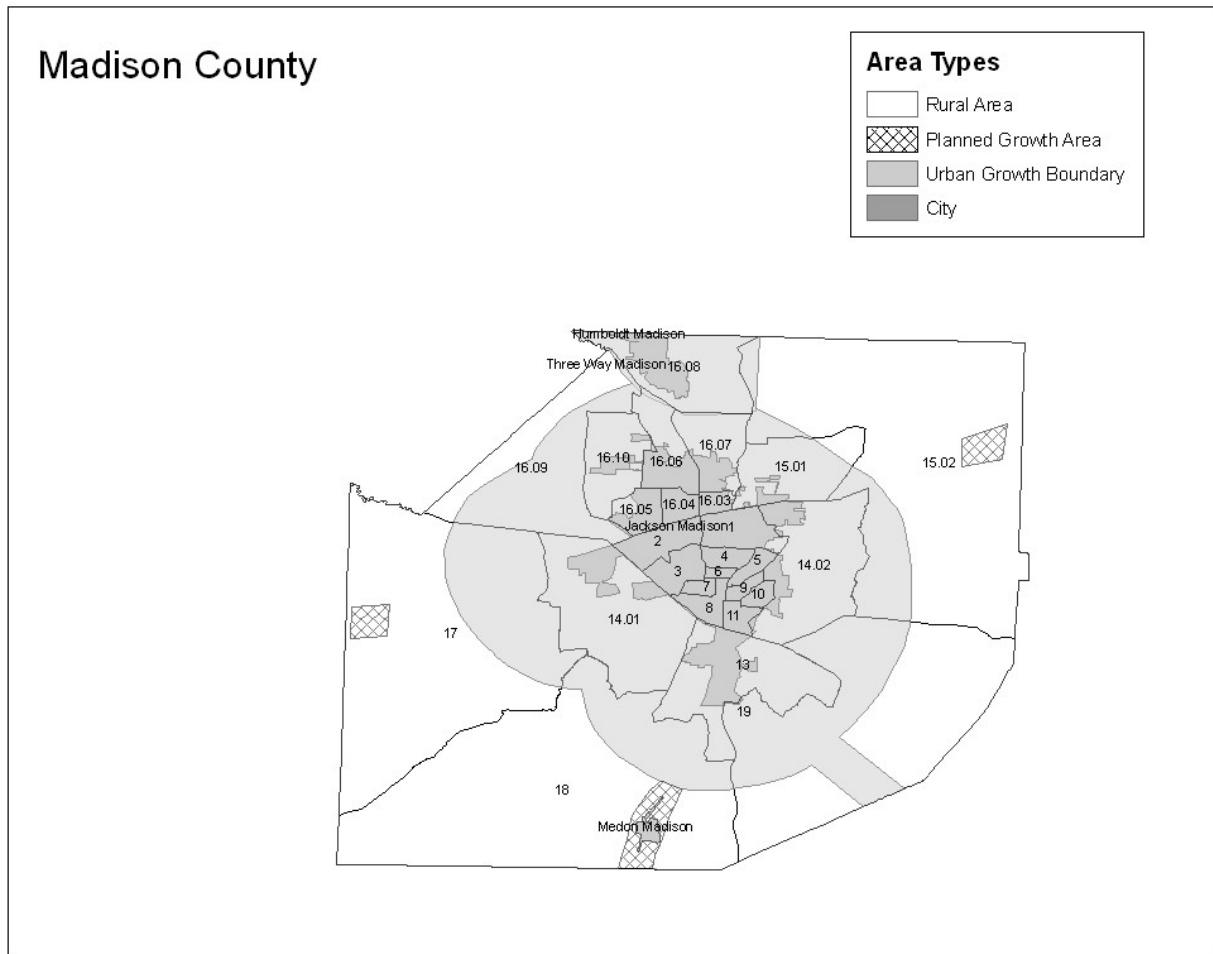 Madison County
Area Types
Rural Area
Planned Growth Area
Urban Growth Boundary
City
Humboldt Madison
Three Way Madison
16.08
16.07
16.09
16.10
16.06
15.01
15.02
16.05
16.04
16.03
Jackson Madison
1
2
4
5
3
6
14.02
7
9
10
8
11
14.01
17
13
19
18
Medon Madison